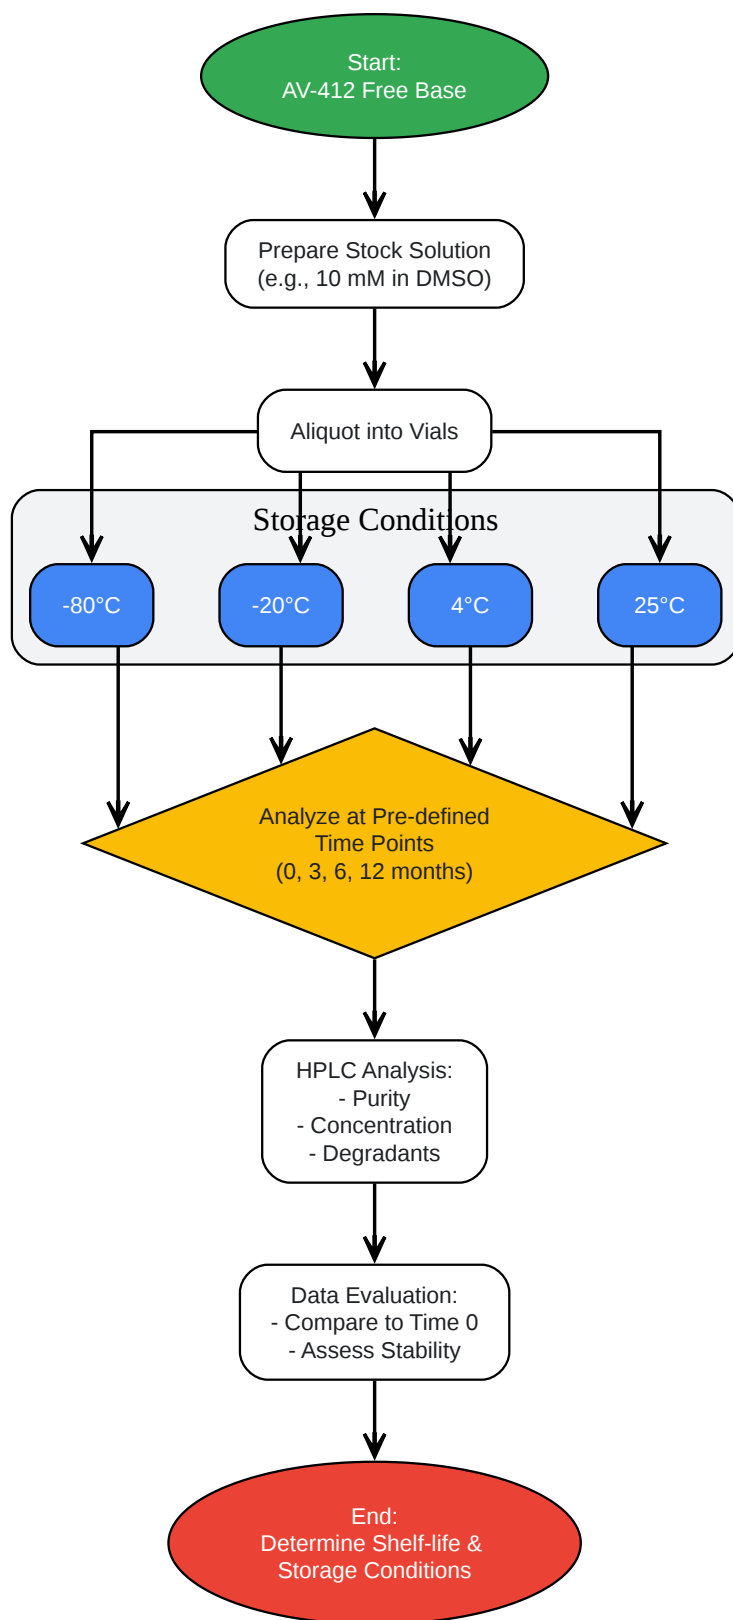 Start:
AV-412 Free Base
Prepare Stock Solution
(e.g., 10 mM in DMSO)
Aliquot into Vials
Storage Conditions
-80°C
-20°C
4°C
25°C
Analyze at Pre-defined
Time Points
(0, 3, 6, 12 months)
HPLC Analysis:
- Purity
- Concentration
- Degradants
Data Evaluation:
- Compare to Time 0
- Assess Stability
End:
Determine Shelf-life &
Storage Conditions